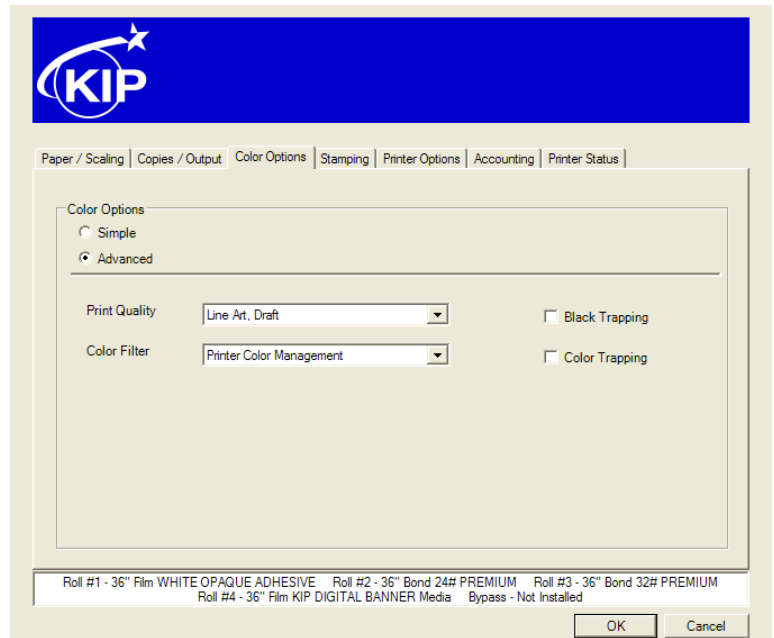 KIP
Paper / Scaling Copies / Output Color Options Stamping Printer Options Accounting Printer Status
Color Options
Simple
Advanced
Print Quality Line Art, Draft Black Trapping
Color Filter Printer Color Management Color Trapping
Roll #1 - 36" Film WHITE OPAQUE ADHESIVE Roll #2 - 36" Bond 24# PREMIUM Roll #3 - 36" Bond 32# PREMIUM
Roll #4 - 36" Film KIP DIGITAL BANNER Media Bypass - Not Installed
OK Cancel